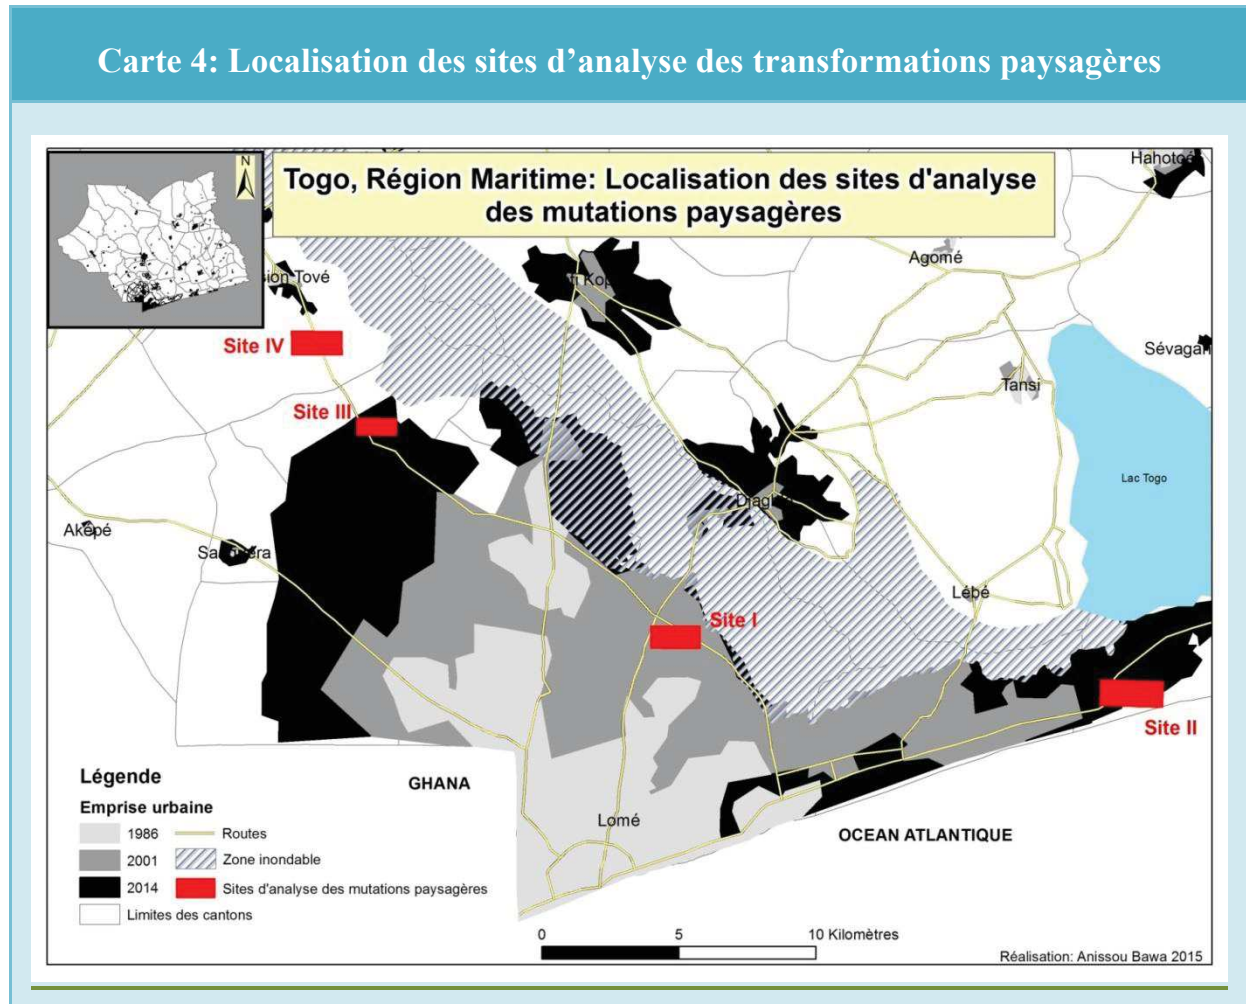 Carte 4: Localisation des sites d’analyse des transformations paysagères
N
Togo, Région Maritime: Localisation des sites d'analyse
des mutations paysagères
Hahotoé
Agomé
sion-Tové
ti Kop
Site IV
Sévagan
Tansi
Site III
Lac Togo
Aképé
Lébé
Site I
Site II
Légende
GHANA
Emprise urbaine
Lomé
OCEAN ATLANTIQUE
1986
Routes
2001
Zone inondable
2014
Sites d'analyse des mutations paysagères
Limites des cantons
0 5 10 Kilomètres
Réalisation: Anissou Bawa 2015